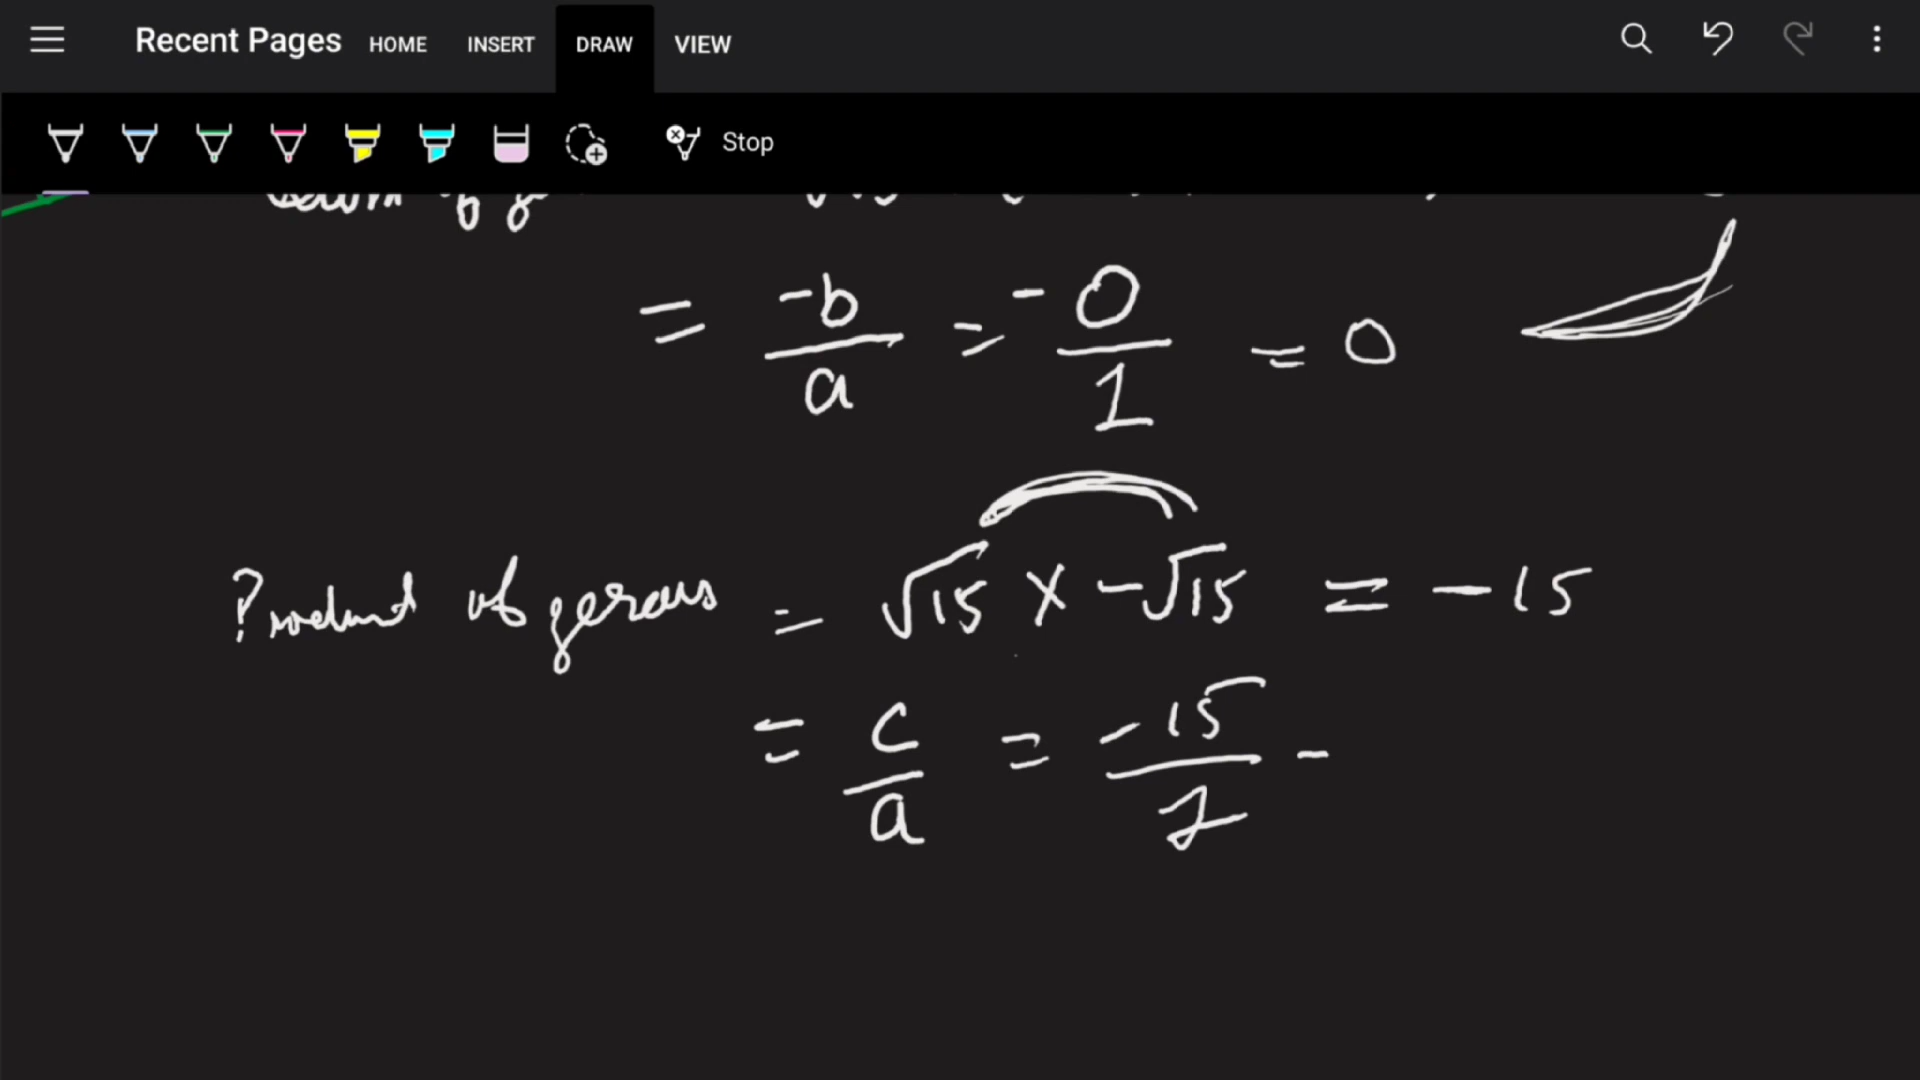 Recent Pages HOME INSERT DRAW VIEW
Stop
= -b/a = -0/1 = 0
Product of zeroes = √15 × -√15 = -15
= c/a = -15/1 -